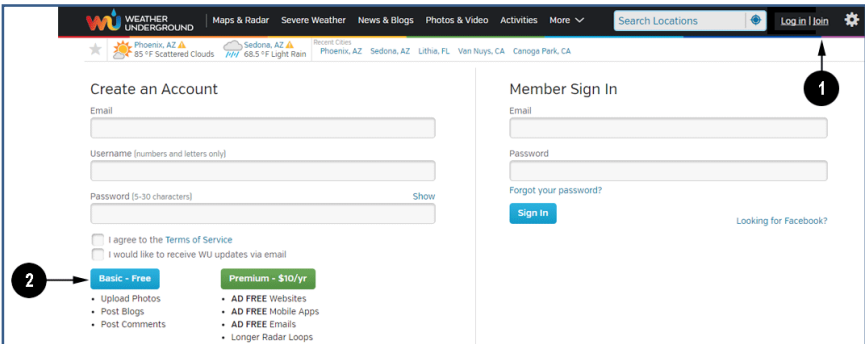 WEATHER
UNDERGROUND
Maps & Radar Severe Weather News & Blogs Photos & Video Activities More
Search Locations
Log in | Join
Phoenix, AZ
85 °F Scattered Clouds
Sedona, AZ
68.5 °F Light Rain
Recent Cities
Phoenix, AZ Sedona, AZ Lithia, FL Van Nuys, CA Canoga Park, CA
1
Create an Account
Email
Username (numbers and letters only)
Password (5-30 characters) Show
I agree to the Terms of Service
I would like to receive WU updates via email
2
Basic - Free
• Upload Photos
• Post Blogs
• Post Comments
Premium - $10/yr
• AD FREE Websites
• AD FREE Mobile Apps
• AD FREE Emails
• Longer Radar Loops
Member Sign In
Email
Password
Forgot your password?
Sign In
Looking for Facebook?